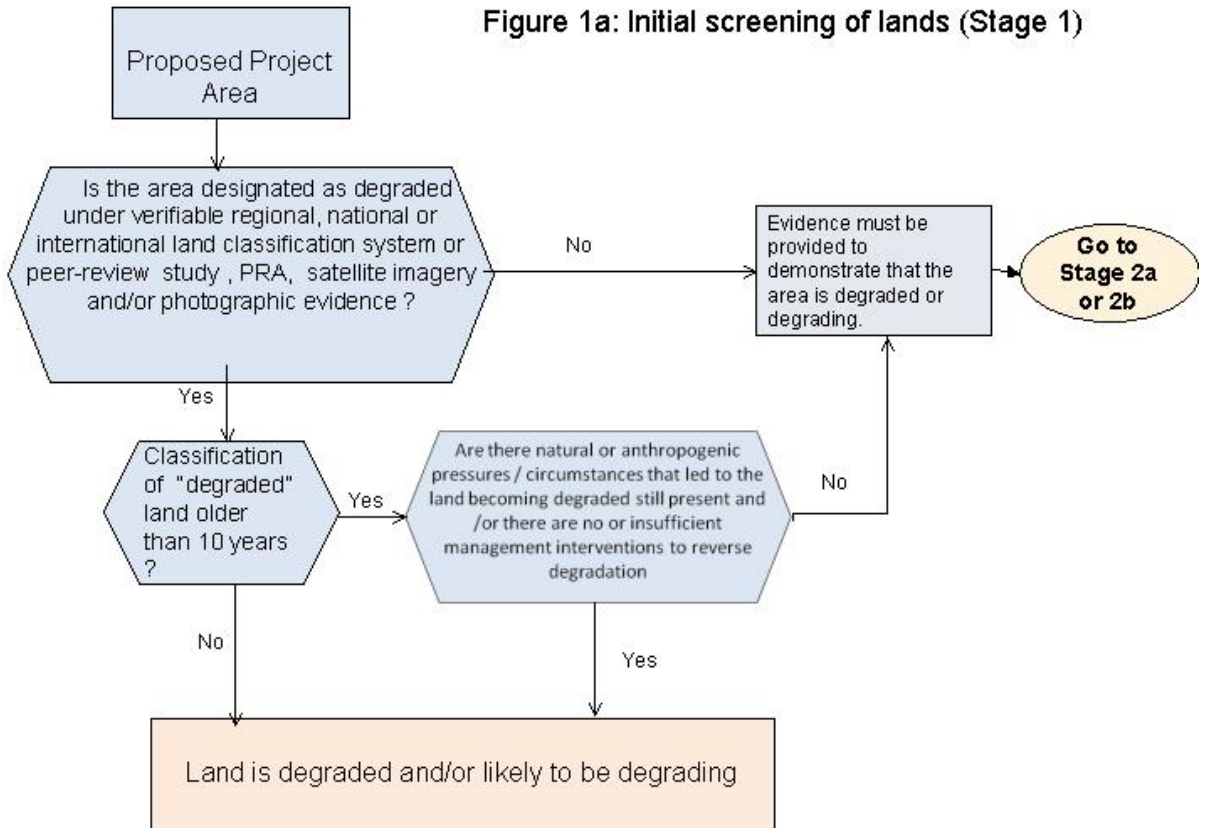 Figure 1a: Initial screening of lands (Stage 1)
Proposed Project
Area
Is the area designated as degraded
under verifiable regional, national or
international land classification system or
peer-review study , PRA, satellite imagery
and/or photographic evidence ?
No
Evidence must be
provided to
demonstrate that the
area is degraded or
degrading.
Go to
Stage 2a
or 2b
Yes
Classification
of "degraded"
land older
than 10 years
?
Yes
Are there natural or anthropogenic
pressures / circumstances that led to the
land becoming degraded still present and
/or there are no or insufficient
management interventions to reverse
degradation
No
No
Yes
Land is degraded and/or likely to be degrading